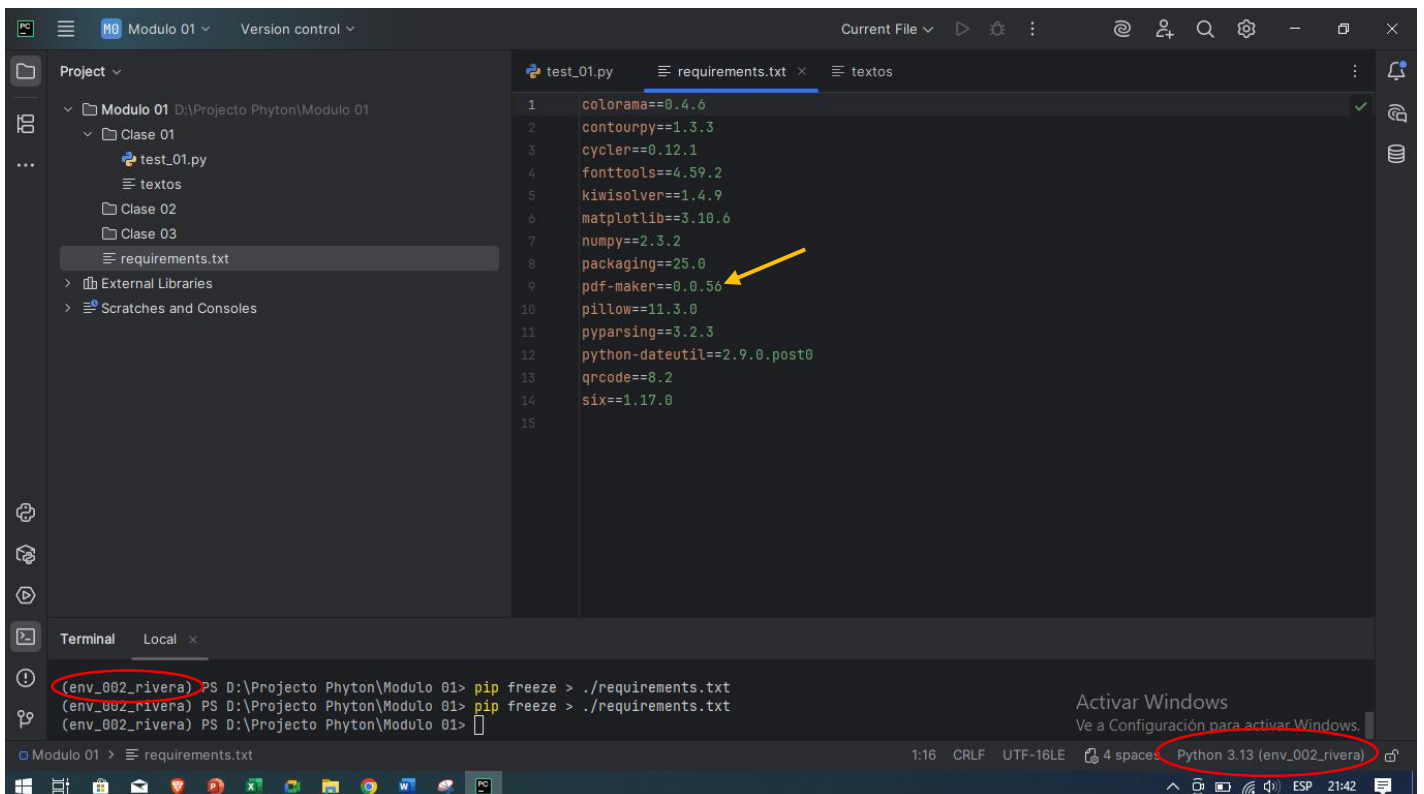 PC
M0 Modulo 01 Version control Current File
Project
test_01.py requirements.txt textos
Modulo 01 D:\Projecto Phyton\Modulo 01
Clase 01
test_01.py
textos
Clase 02
Clase 03
requirements.txt
External Libraries
Scratches and Consoles
1 colorama==0.4.6
2 contourpy==1.3.3
3 cycler==0.12.1
4 fonttools==4.59.2
5 kiwisolver==1.4.9
6 matplotlib==3.10.6
7 numpy==2.3.2
8 packaging==25.0
9 pdf-maker==0.0.56
10 pillow==11.3.0
11 pyparsing==3.2.3
12 python-dateutil==2.9.0.post0
13 qrcode==8.2
14 six==1.17.0
15
Terminal Local
(env_002_rivera) PS D:\Projecto Phyton\Modulo 01> pip freeze > ./requirements.txt
(env_002_rivera) PS D:\Projecto Phyton\Modulo 01> pip freeze > ./requirements.txt
(env_002_rivera) PS D:\Projecto Phyton\Modulo 01>
Activar Windows
Ve a Configuración para activar Windows.
Modulo 01 > requirements.txt 1:16 CRLF UTF-16LE 4 spaces Python 3.13 (env_002_rivera)
ESP 21:42